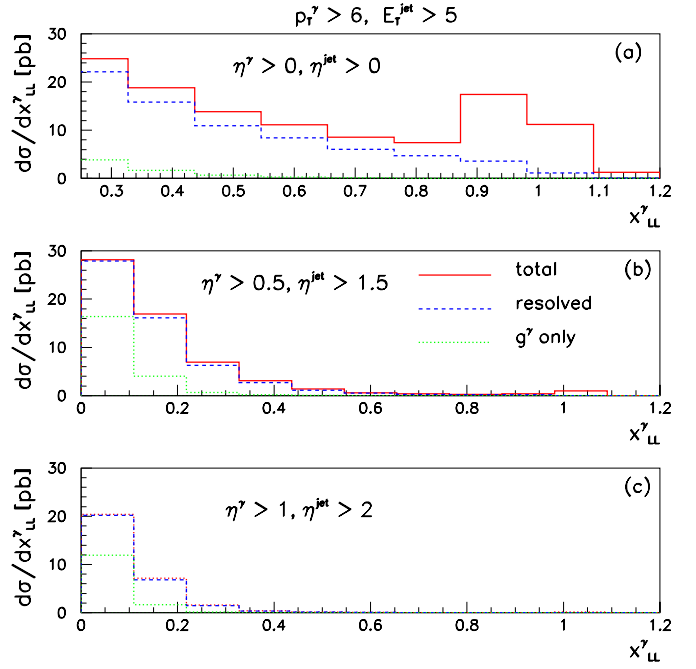 p_T^γ > 6, E_T^jet > 5
(a)
η^γ > 0, η^jet > 0
dσ/dx^γ_LL [pb]
30
20
10
0
0.3 0.4 0.5 0.6 0.7 0.8 0.9 1 1.1 1.2
x^γ_LL
(b)
η^γ > 0.5, η^jet > 1.5
total
resolved
g^γ only
dσ/dx^γ_LL [pb]
30
20
10
0
0 0.2 0.4 0.6 0.8 1 1.2
x^γ_LL
(c)
η^γ > 1, η^jet > 2
dσ/dx^γ_LL [pb]
30
20
10
0
0 0.2 0.4 0.6 0.8 1 1.2
x^γ_LL